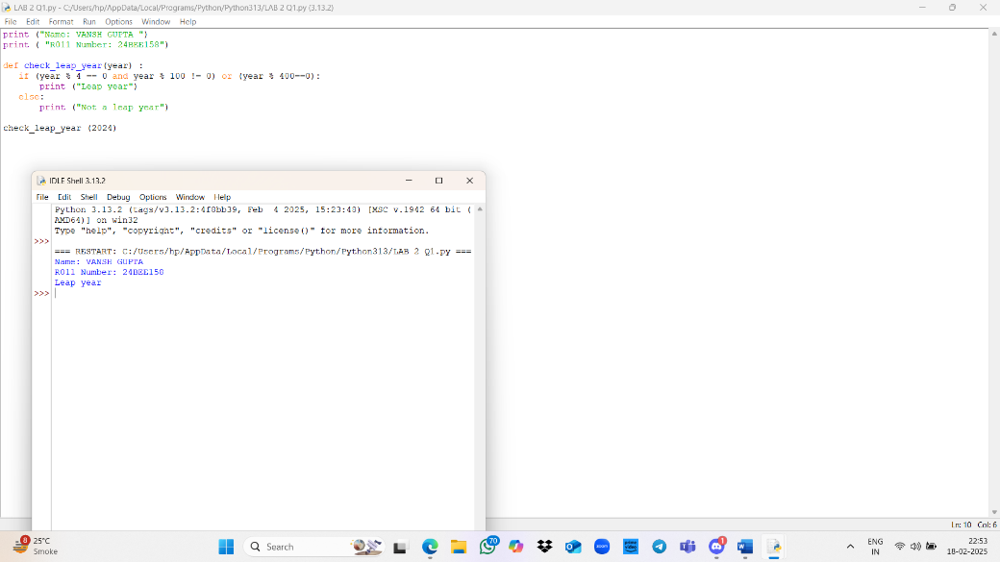 LAB 2 Q1.py - C:/Users/hp/AppData/Local/Programs/Python/Python313/LAB 2 Q1.py (3.13.2)
File Edit Format Run Options Window Help
print ("Name: VANSH GUPTA ")
print ( "R011 Number: 24BEE158")
def check_leap_year(year) :
if (year % 4 == 0 and year % 100 != 0) or (year % 400==0):
print ("Leap year")
else:
print ("Not a leap year")
check_leap_year (2024)
IDLE Shell 3.13.2
File Edit Shell Debug Options Window Help
Python 3.13.2 (tags/v3.13.2:4f8bb39, Feb  4 2025, 15:23:48) [MSC v.1942 64 bit (
AMD64)] on win32
Type "help", "copyright", "credits" or "license()" for more information.
>>>
=== RESTART: C:/Users/hp/AppData/Local/Programs/Python/Python313/LAB 2 Q1.py ===
Name: VANSH GUPTA
R011 Number: 24BEE158
Leap year
>>>
Ln: 10 Col: 6
8
25°C
Smoke
Search
70
zoom
prime video
1
ENG
IN
22:53
18-02-2025